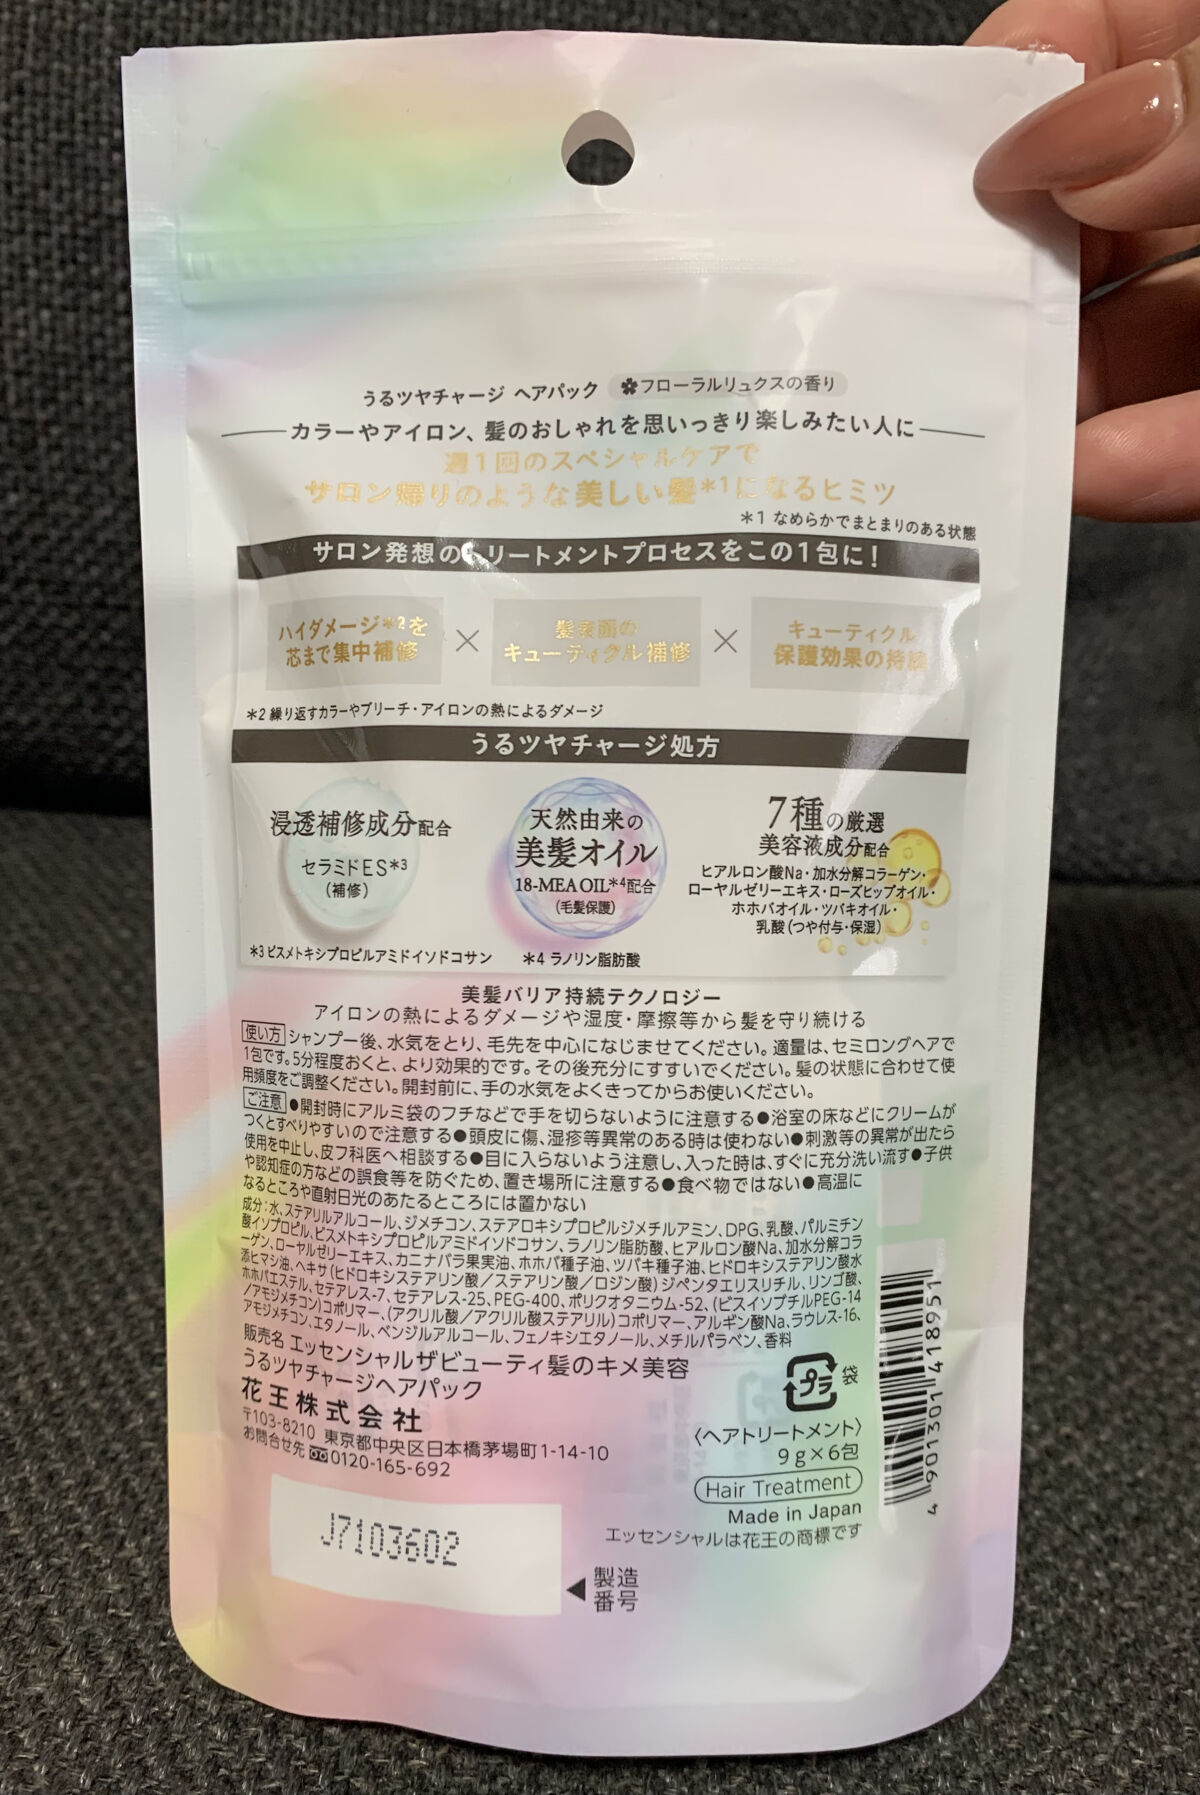 うるツヤチャージ ヘアパック フローラルリュクスの香り
カラーやアイロン、髪のおしゃれを思いっきり楽しみたい人に
週1回のスペシャルケアで
サロン帰りのような美しい髪*1になるヒミツ
*1 なめらかでまとまりのある状態
サロン発想のトリートメントプロセスをこの1包に!
ハイダメージ*2を
芯まで集中補修
×
髪表面の
キューティクル補修
×
キューティクル
保護効果の持続
*2 繰り返すカラーやブリーチ・アイロンの熱によるダメージ
うるツヤチャージ処方
浸透補修成分配合
セラミドES*3
(補修)
*3 ビスメトキシプロピルアミドイソドコサン
天然由来の
美髪オイル
18-MEA OIL*4配合
(毛髪保護)
*4 ラノリン脂肪酸
7種の厳選
美容液成分配合
ヒアルロン酸Na・加水分解コラーゲン・
ローヤルゼリーエキス・ローズヒップオイル・
ホホバオイル・ツバキオイル・
乳酸(つや付与・保湿)
美髪バリア持続テクノロジー
アイロンの熱によるダメージや湿度・摩擦等から髪を守り続ける
使い方 シャンプー後、水気をとり、毛先を中心になじませてください。適量は、セミロングヘアで
1包です。5分程度おくと、より効果的です。その後充分にすすいでください。髪の状態に合わせて使
用頻度をご調整ください。開封前に、手の水気をよくきってからお使いください。
ご注意 ●開封時にアルミ袋のフチなどで手を切らないように注意する●浴室の床などにクリームが
つくとすべりやすいので注意する●頭皮に傷、湿疹等異常のある時は使わない●刺激等の異常が出たら
使用を中止し、皮フ科医へ相談する●目に入らないよう注意し、入った時は、すぐに充分洗い流す●子供
や認知症の方などの誤食等を防ぐため、置き場所に注意する●食べ物ではない●高温に
なるところや直射日光のあたるところには置かない
成分:水、ステアリルアルコール、ジメチコン、ステアロキシプロピルジメチルアミン、DPG、乳酸、パルミチン
酸イソプロピル、ビスメトキシプロピルアミドイソドコサン、ラノリン脂肪酸、ヒアルロン酸Na、加水分解コラ
ーゲン、ローヤルゼリーエキス、カニナバラ果実油、ホホバ種子油、ツバキ種子油、ヒドロキシステアリン酸水
添ヒマシ油、ヘキサ(ヒドロキシステアリン酸/ステアリン酸/ロジン酸)ジペンタエリスリチル、リンゴ酸、
ホホバエステル、セテアレス-7、セテアレス-25、PEG-400、ポリクオタニウム-52、(ビスイソブチルPEG-14
/アモジメチコン)コポリマー、(アクリル酸/アクリル酸ステアリル)コポリマー、アルギン酸Na、ラウレス-16、
アモジメチコン、エタノール、ベンジルアルコール、フェノキシエタノール、メチルパラベン、香料
販売名 エッセンシャルザビューティ髪のキメ美容
うるツヤチャージヘアパック
花王株式会社
〒103-8210 東京都中央区日本橋茅場町1-14-10
お問合せ先 0120-165-692
プラ 袋
〈ヘアトリートメント〉
9g×6包
Hair Treatment
Made in Japan
エッセンシャルは花王の商標です
4 901301 418951
J7103602
◀製造
番号